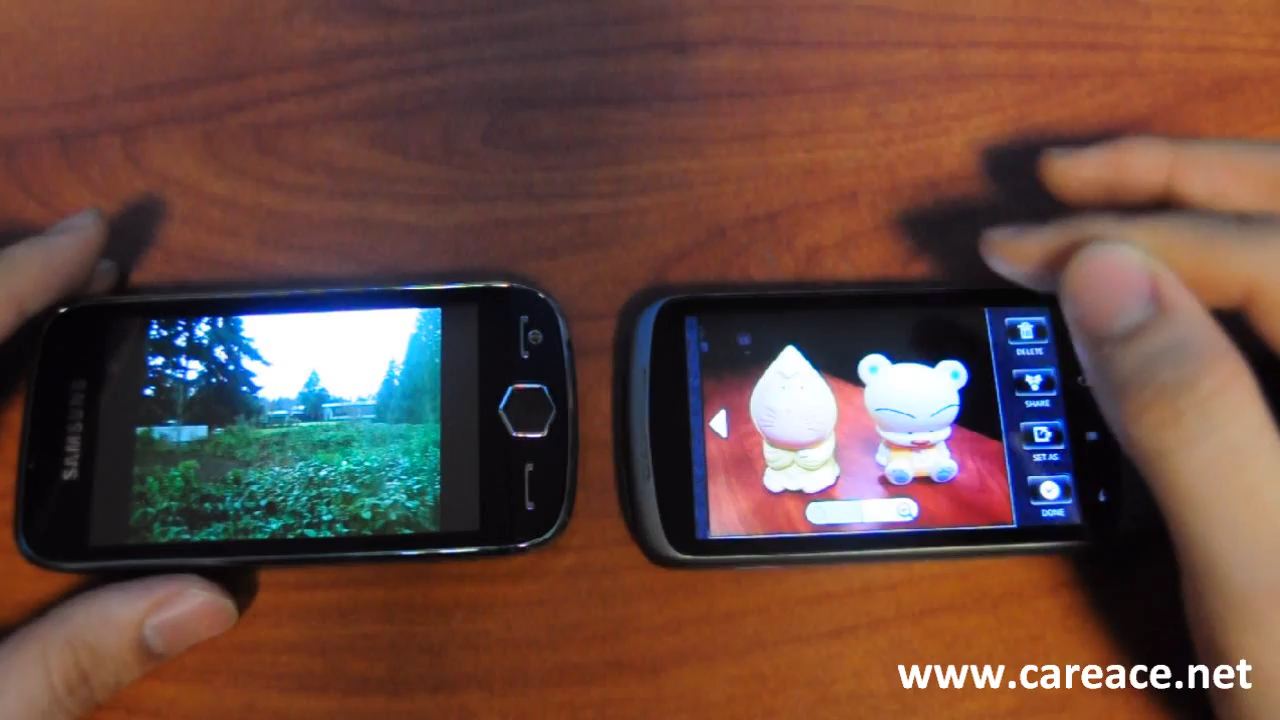 SAMSUNG
DELETE
SHARE
SET AS
DONE
www.careace.net